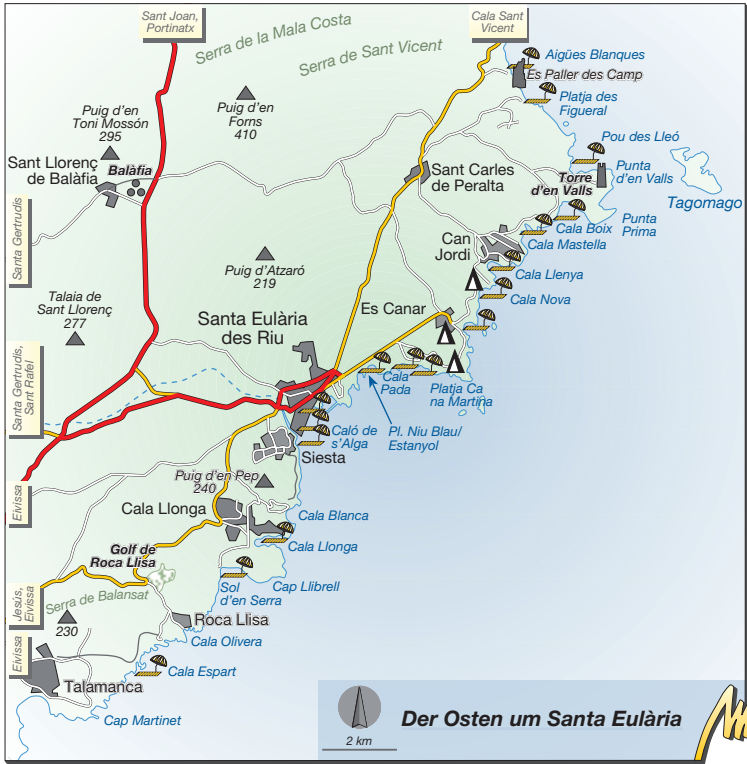 Sant Joan,
Portinatx
Cala Sant
Vicent
Serra de la Mala Costa
Serra de Sant Vicent
Aigües Blanques
Es Paller des Camp
Platja des
Figueral
Puig d'en
Toni Mossón
295
Puig d'en
Forns
410
Pou des Lleó
Punta
d'en Valls
Torre
d'en Valls
Tagomago
Punta
Prima
Sant Llorenç
de Balàfia
Balàfia
Sant Carles
de Peralta
Santa Gertrudis
Cala Boix
Cala Mastella
Can
Jordi
Cala Llenya
Cala Nova
Puig d'Atzaró
219
Talaia de
Sant Llorenç
277
Es Canar
Santa Eulària
des Riu
Santa Gertrudis,
Sant Rafel
Cala
Pada
Platja Ca
na Martina
Pl. Niu Blau/
Estanyol
Caló de
s'Alga
Siesta
Eivissa
Puig d'en Pep
240
Cala Llonga
Cala Blanca
Cala Llonga
Golf de
Roca Llisa
Sol
d'en Serra
Cap Llibrell
Jesús,
Eivissa
Serra de Balansat
230
Roca Llisa
Cala Olivera
Eivissa
Cala Espart
Talamanca
Cap Martinet
2 km
Der Osten um Santa Eulària